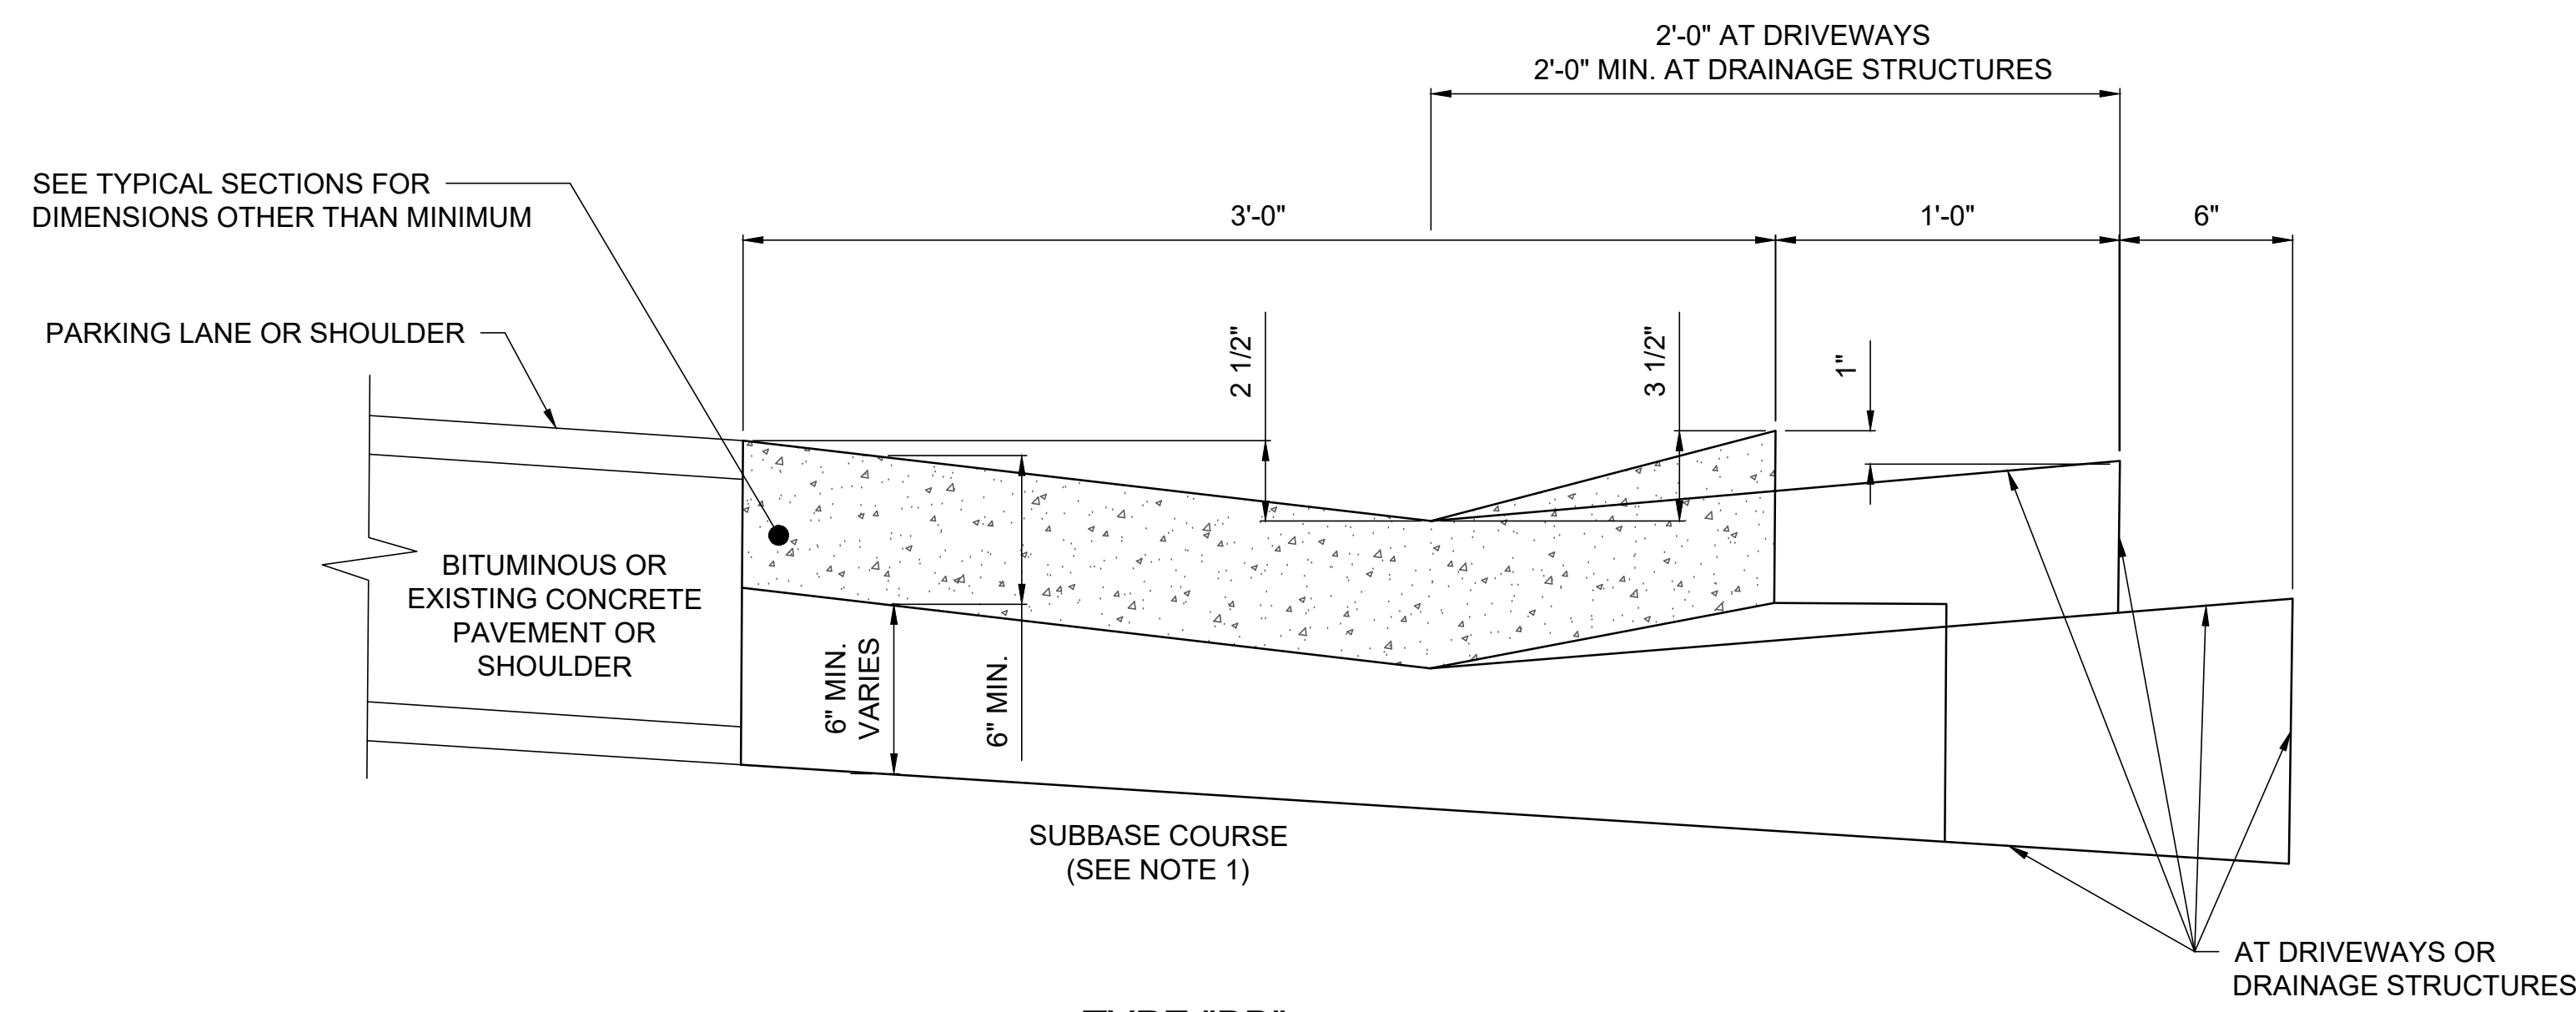 2'-0" AT DRIVEWAYS
2'-0" MIN. AT DRAINAGE STRUCTURES
SEE TYPICAL SECTIONS FOR
DIMENSIONS OTHER THAN MINIMUM
3'-0"
1'-0"
6"
PARKING LANE OR SHOULDER
2 1/2"
3 1/2"
1"
BITUMINOUS OR
EXISTING CONCRETE
PAVEMENT OR
SHOULDER
6" MIN.
VARIES
6" MIN.
SUBBASE COURSE
(SEE NOTE 1)
AT DRIVEWAYS OR
DRAINAGE STRUCTURES